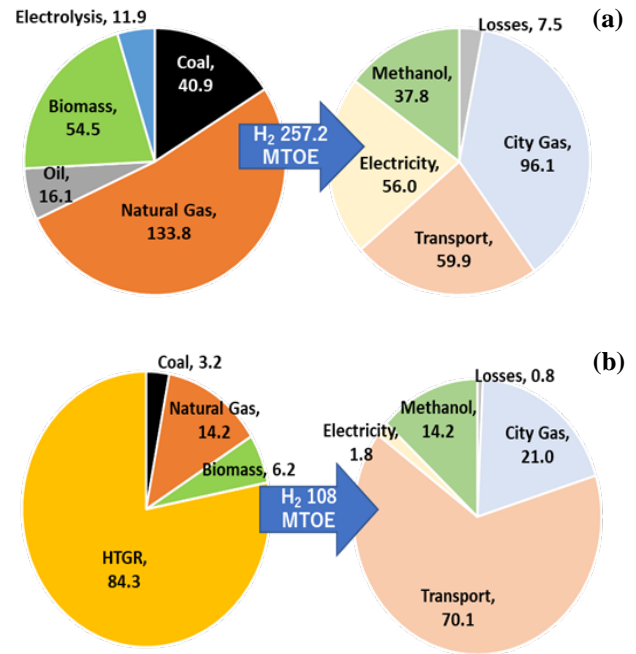 (a)
Electrolysis, 11.9
Coal,
40.9
Biomass,
54.5
Oil,
16.1
Natural Gas,
133.8
H₂ 257.2
MTOE
Losses, 7.5
Methanol,
37.8
City Gas,
96.1
Electricity,
56.0
Transport,
59.9
(b)
Coal, 3.2
Natural Gas,
14.2
Biomass, 6.2
HTGR,
84.3
H₂ 108
MTOE
Losses, 0.8
Methanol,
14.2
City Gas,
21.0
Electricity,
1.8
Transport,
70.1